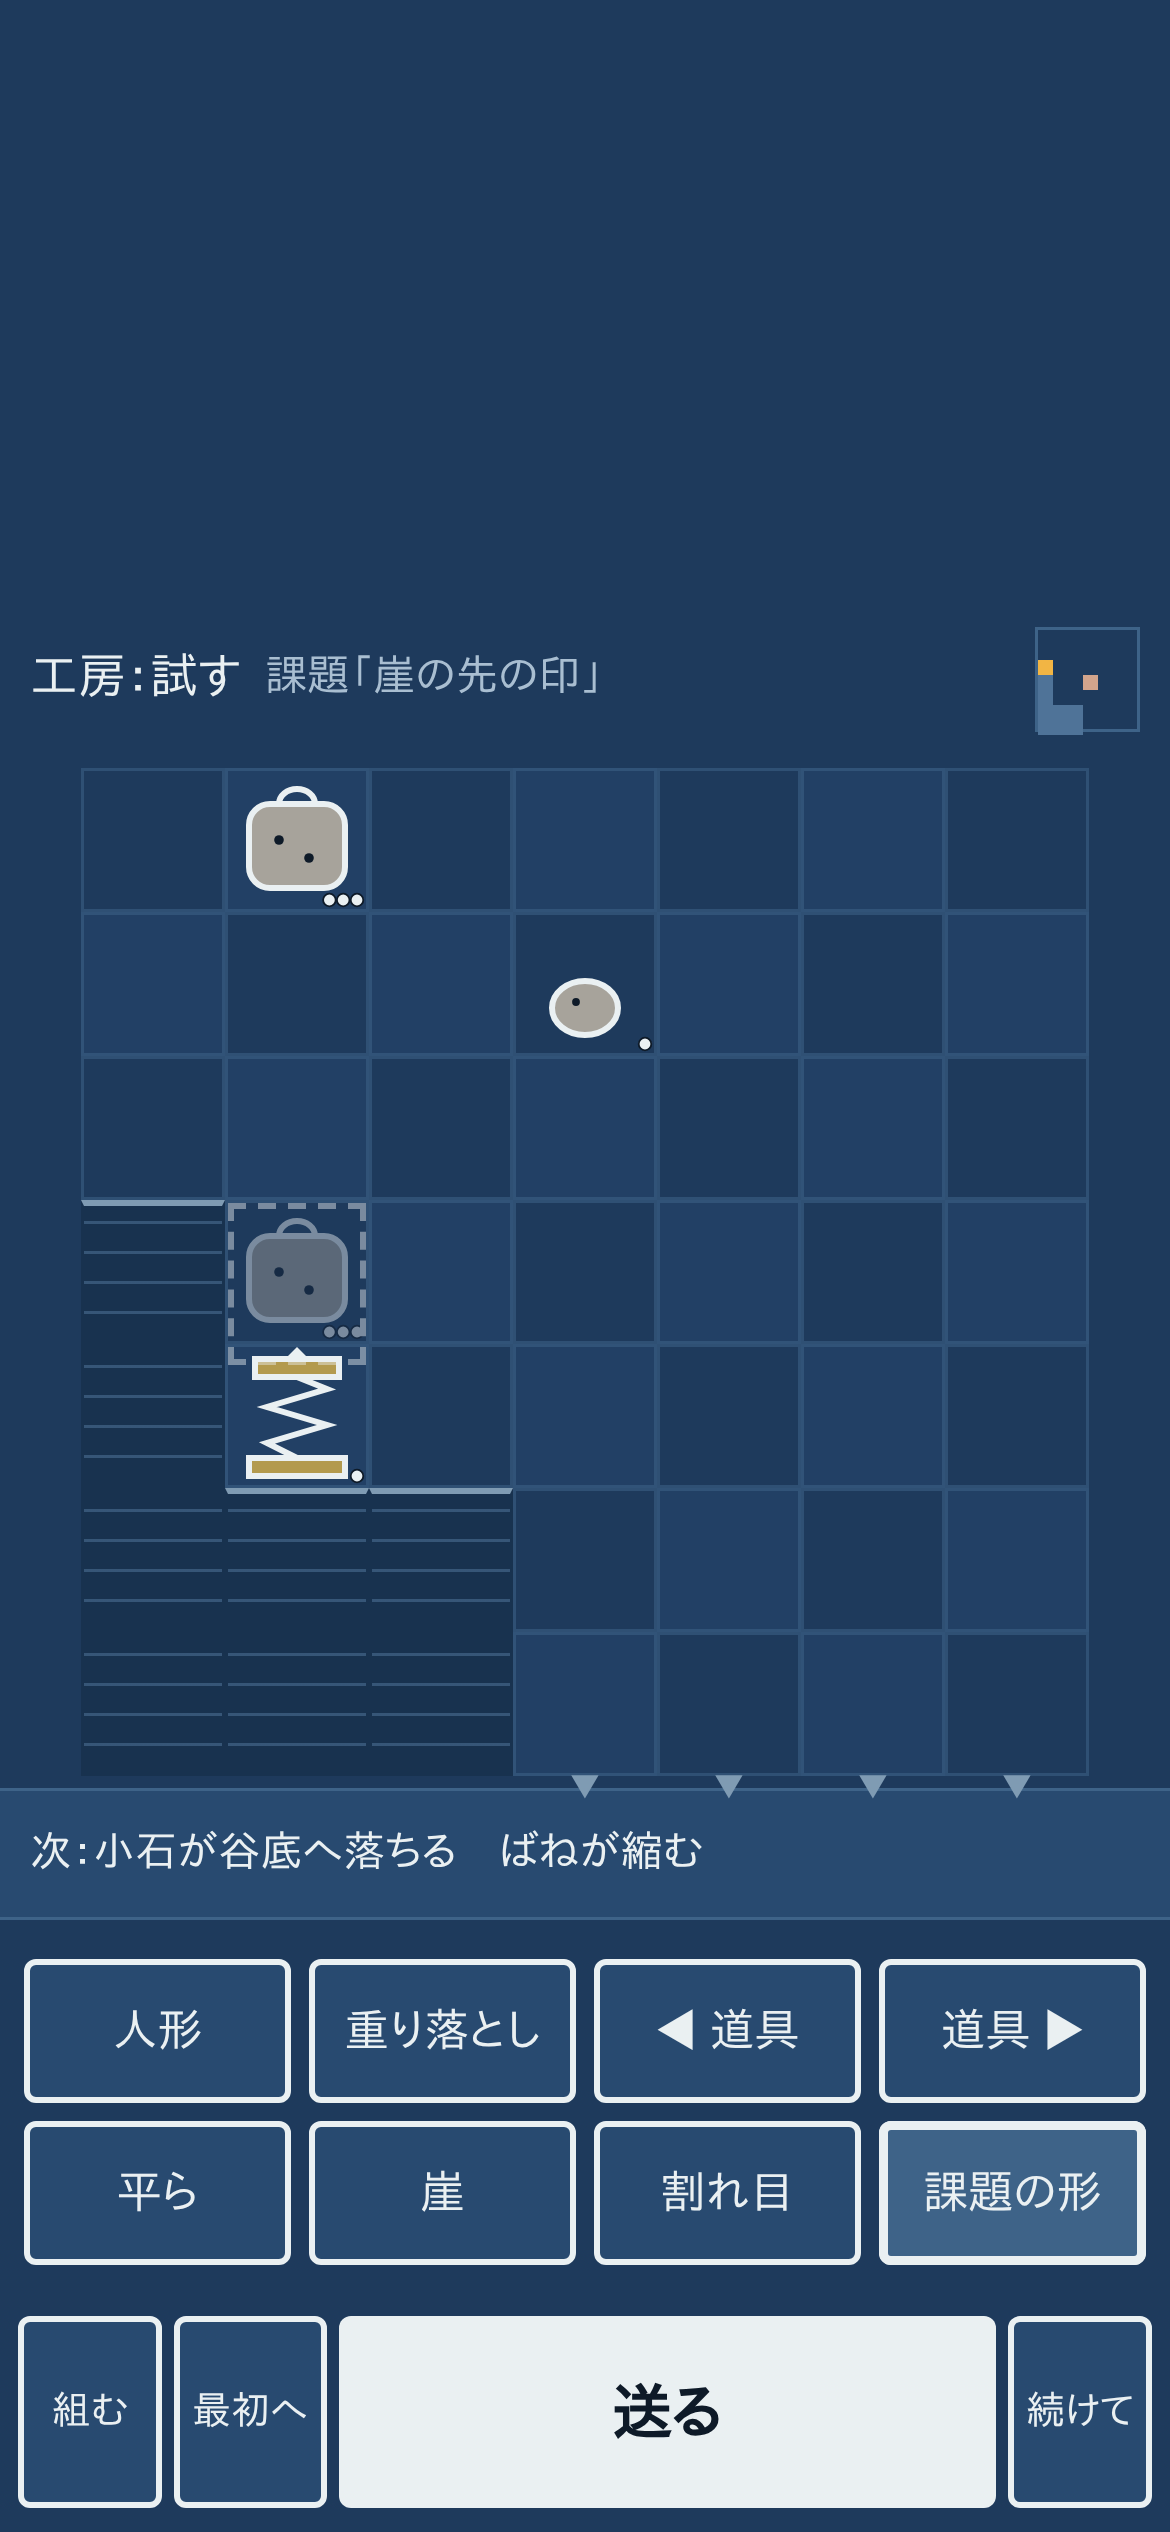 工房:試す 課題「崖の先の印」
次:小石が谷底へ落ちる ばねが縮む
人形 重り落とし ◀ 道具 道具 ▶
平ら 崖 割れ目 課題の形
組む 最初へ 送る 続けて